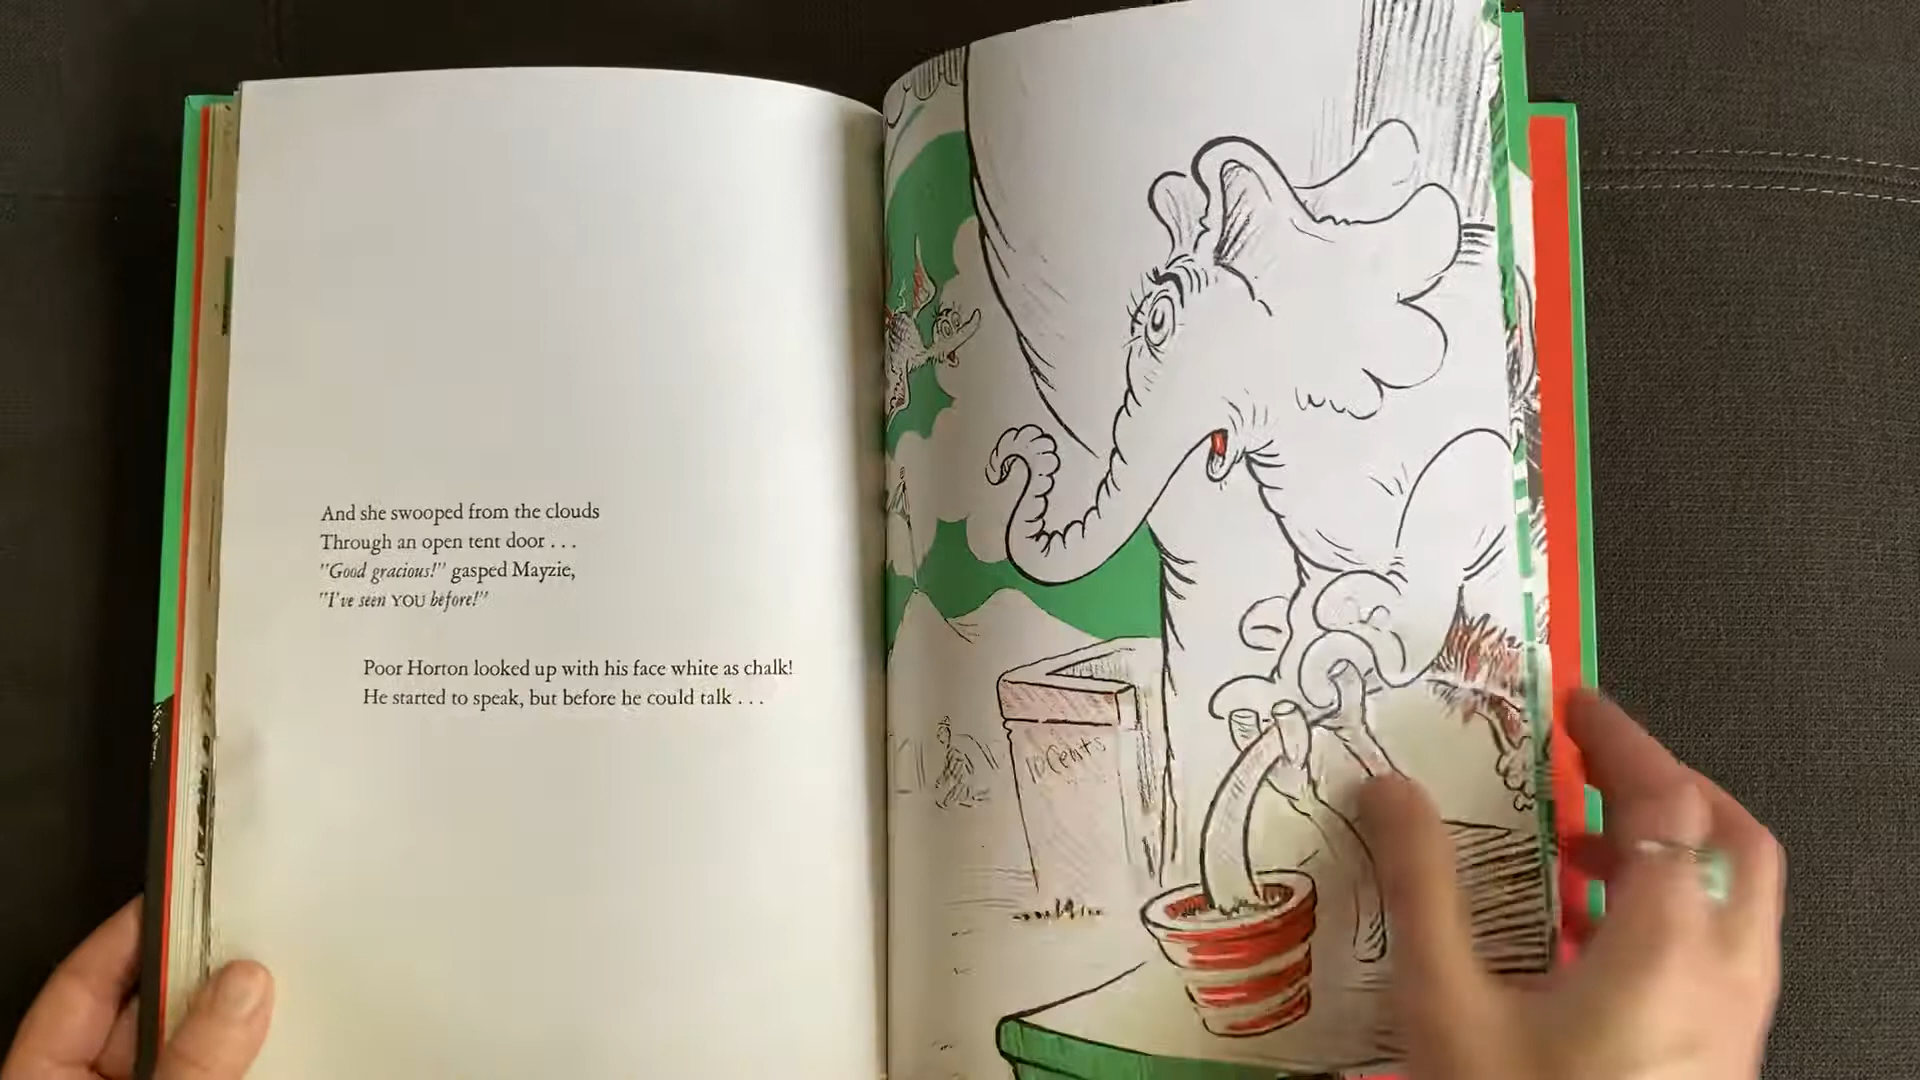 And she swooped from the clouds
Through an open tent door . . .
"Good gracious!" gasped Mayzie,
"I've seen YOU before!"
Poor Horton looked up with his face white as chalk!
He started to speak, but before he could talk . . .
10 Cents